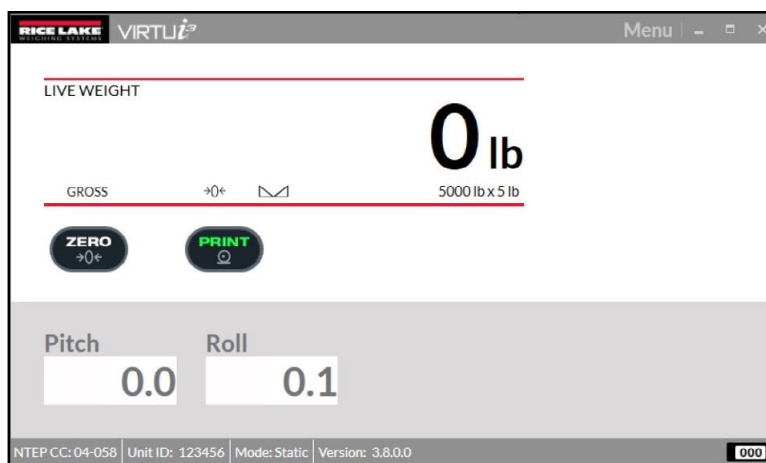 RICE LAKE VIRTUi³ Menu
WEIGHING SYSTEMS
LIVE WEIGHT
0 lb
GROSS →0← 5000 lb x 5 lb
ZERO PRINT
→0←
Pitch Roll
0.0 0.1
NTEP CC: 04-058 Unit ID: 123456 Mode: Static Version: 3.8.0.0 000